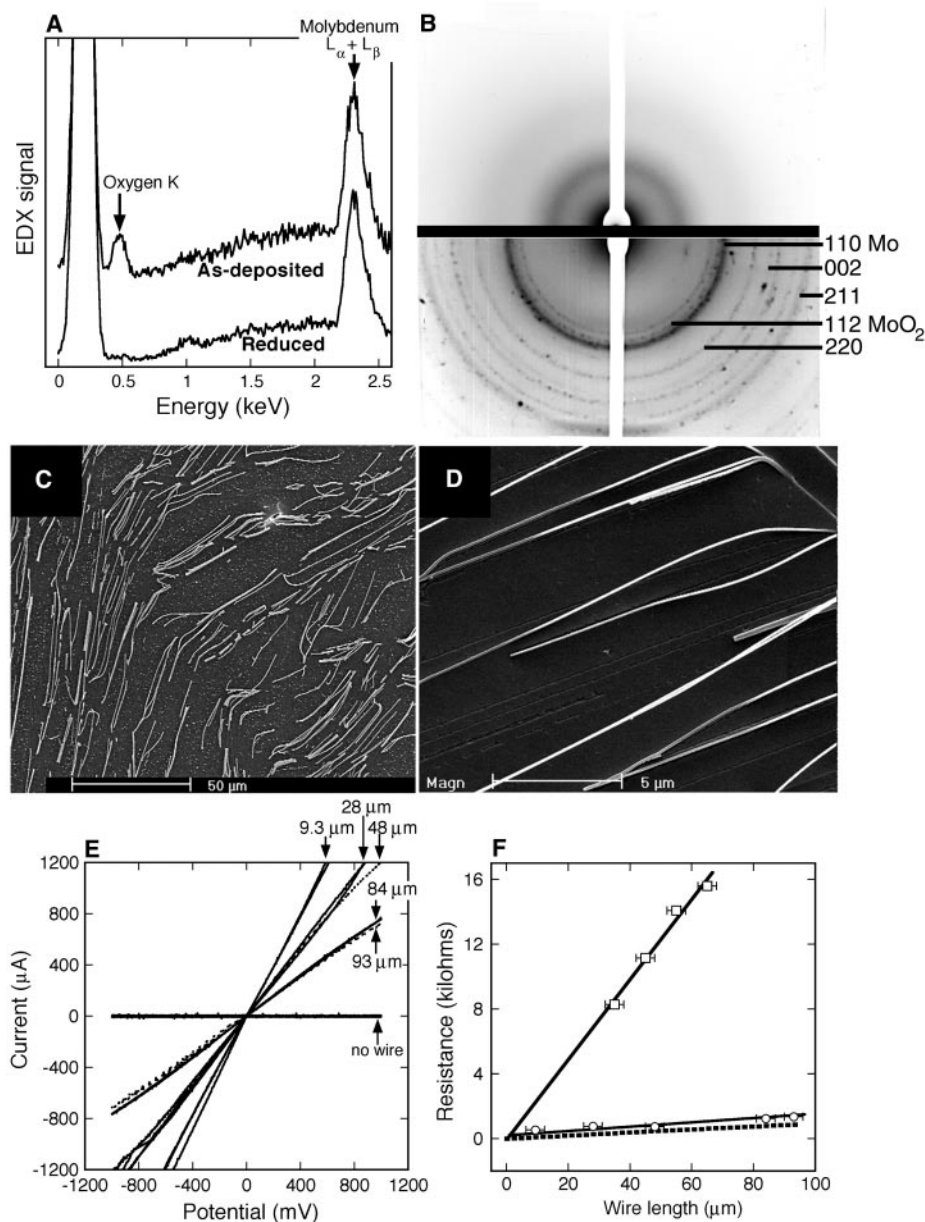 A
Molybdenum
Lα + Lβ
Oxygen K
As-deposited
Reduced
EDX signal
0 0.5 1 1.5 2 2.5
Energy (keV)
B
110 Mo
002
211
112 MoO2
220
C
50 μm
D
Magn
5 μm
E
28 μm
9.3 μm 48 μm
84 μm
93 μm
no wire
1200
800
400
0
-400
-800
-1200
Current (μA)
-1200 -800 -400 0 400 800 1200
Potential (mV)
F
16
12
8
4
0
Resistance (kilohms)
0 20 40 60 80 100
Wire length (μm)